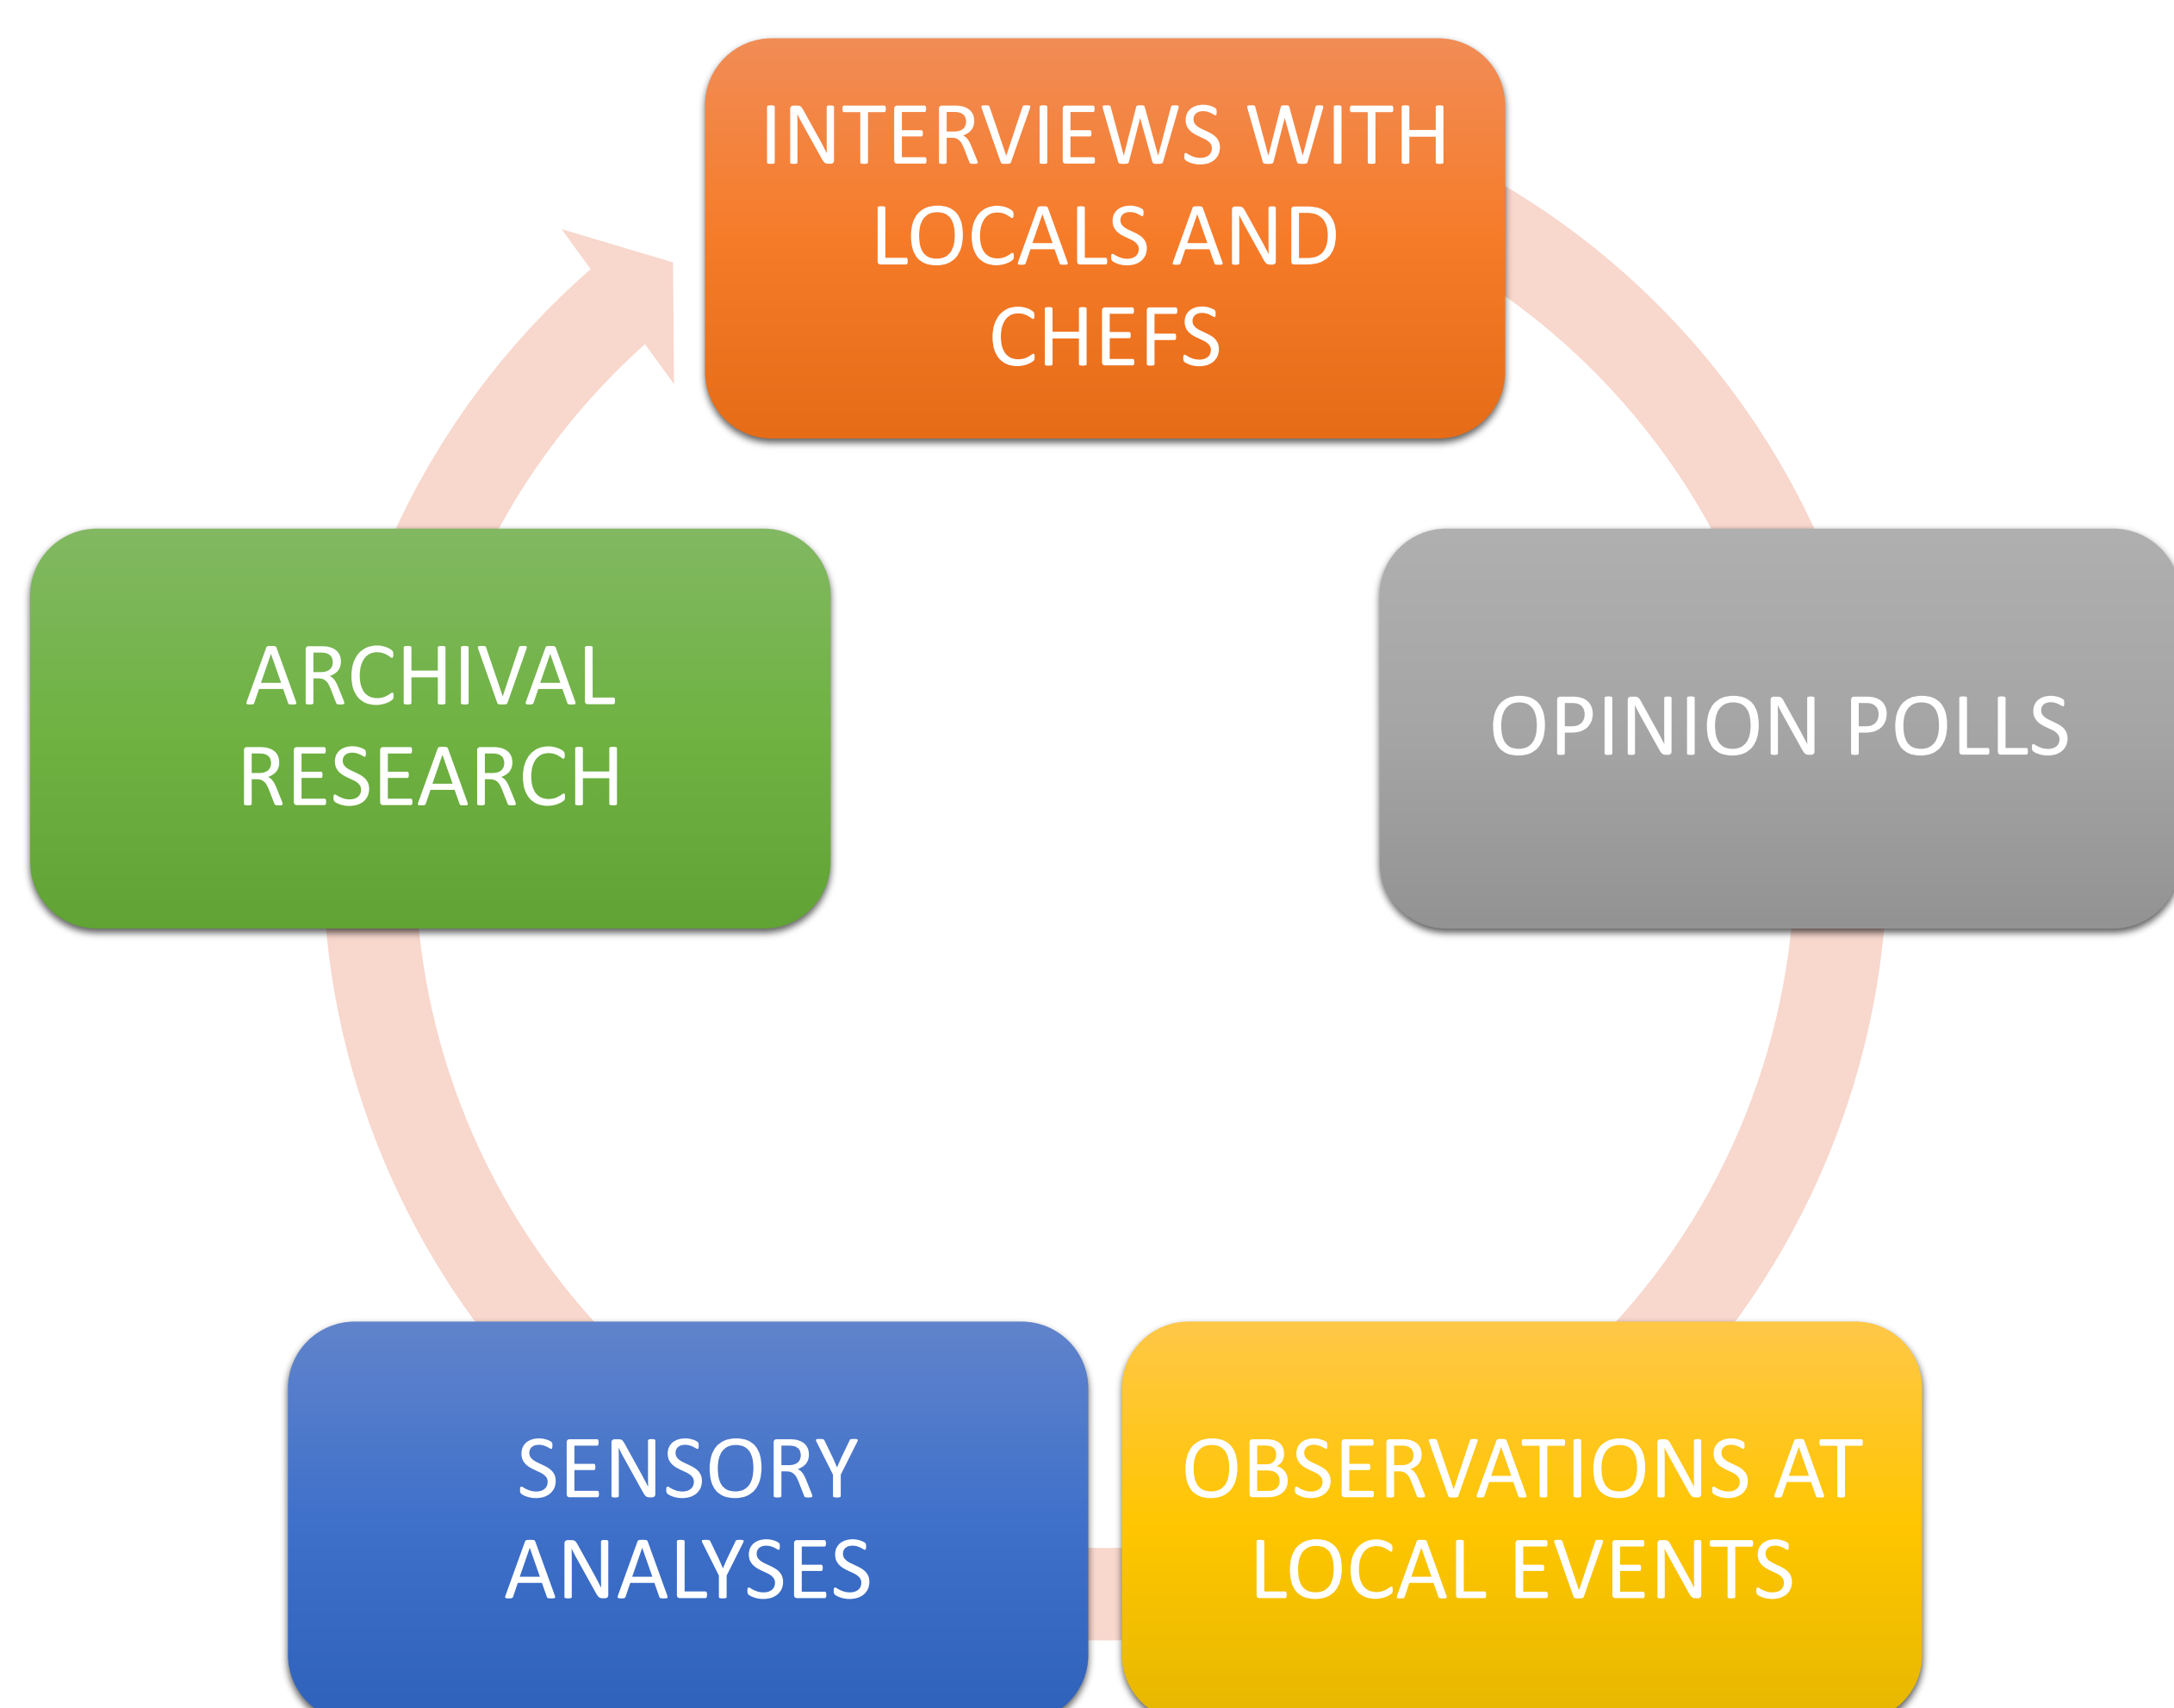 INTERVIEWS WITH
LOCALS AND
CHEFS
OPINION POLLS
OBSERVATIONS AT
LOCAL EVENTS
SENSORY
ANALYSES
ARCHIVAL
RESEARCH